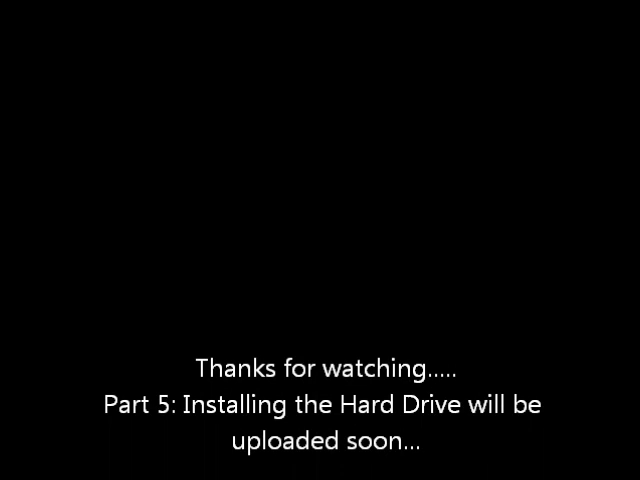 Thanks for watching.....
Part 5: Installing the Hard Drive will be
uploaded soon...